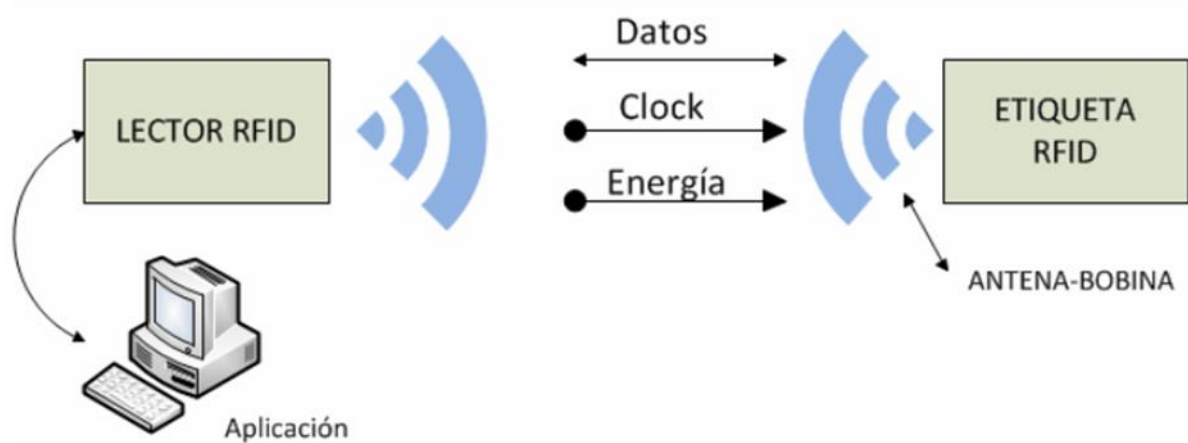 Datos
LECTOR RFID
Clock
Energía
ETIQUETA
RFID
ANTENA-BOBINA
Aplicación